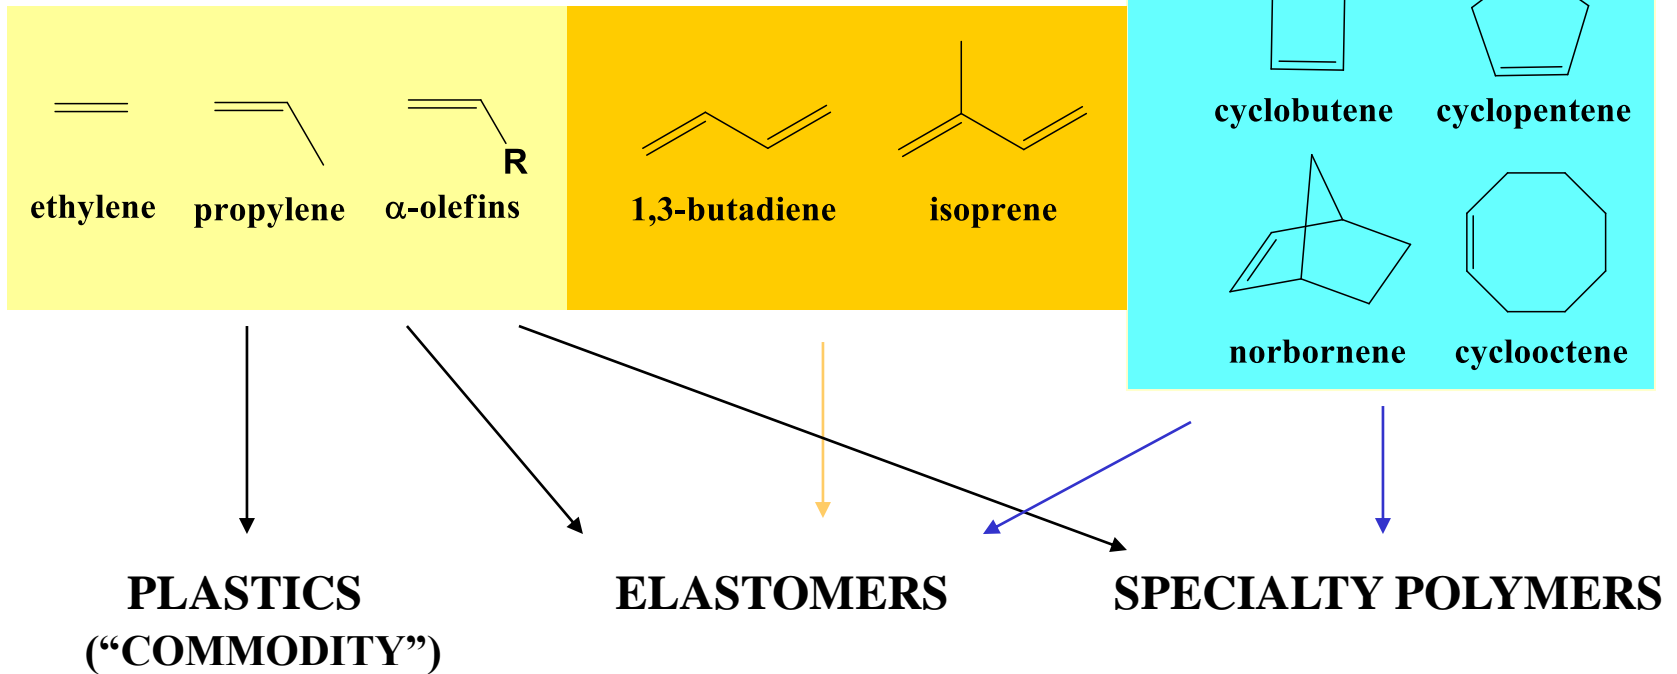 cyclobutene cyclopentene
R
ethylene propylene α-olefins 1,3-butadiene isoprene
norbornene cyclooctene
PLASTICS ELASTOMERS SPECIALTY POLYMERS
(“COMMODITY”)